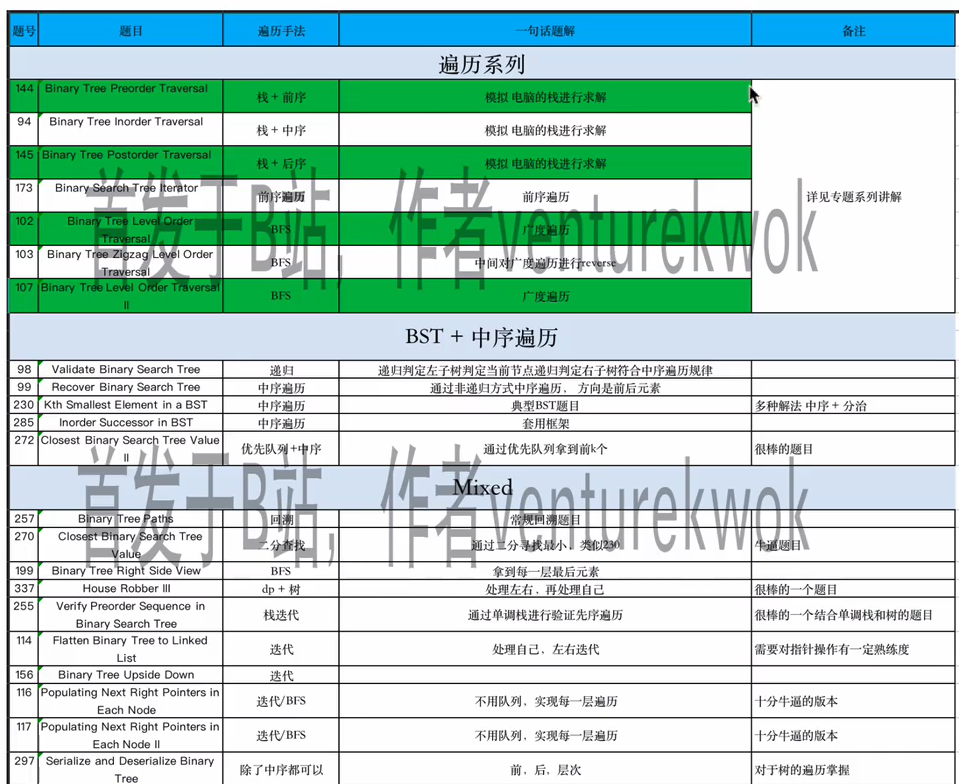 题号 题目 遍历手法 一句话题解 备注
遍历系列
144 Binary Tree Preorder Traversal 栈 + 前序 模拟 电脑的栈进行求解
94 Binary Tree Inorder Traversal 栈 + 中序 模拟 电脑的栈进行求解
145 Binary Tree Postorder Traversal 栈 + 后序 模拟 电脑的栈进行求解
173 Binary Search Tree Iterator 前序遍历 前序遍历 详见专题系列讲解
102 Binary Tree Level Order
Traversal BFS 广度遍历
103 Binary Tree Zigzag Level Order
Traversal BFS 中间对广度遍历进行reverse
107 Binary Tree Level Order Traversal
II BFS 广度遍历
首发于B站，作者venturekwok
BST + 中序遍历
98 Validate Binary Search Tree 递归 递归判定左子树判定当前节点递归判定右子树符合中序遍历规律
99 Recover Binary Search Tree 中序遍历 通过非递归方式中序遍历， 方向是前后元素
230 Kth Smallest Element in a BST 中序遍历 典型BST题目 多种解法 中序 + 分治
285 Inorder Successor in BST 中序遍历 套用框架
272 Closest Binary Search Tree Value
II 优先队列+中序 通过优先队列拿到前k个 很棒的题目
Mixed
首发于B站，作者venturekwok
257 Binary Tree Paths 回溯 常规回溯题目
270 Closest Binary Search Tree
Value 二分查找 通过二分寻找最小，类似230 牛逼题目
199 Binary Tree Right Side View BFS 拿到每一层最后元素
337 House Robber III dp + 树 处理左右，再处理自己 很棒的一个题目
255 Verify Preorder Sequence in
Binary Search Tree 栈迭代 通过单调栈进行验证先序遍历 很棒的一个结合单调栈和树的题目
114 Flatten Binary Tree to Linked
List 迭代 处理自己，左右迭代 需要对指针操作有一定熟练度
156 Binary Tree Upside Down 迭代
116 Populating Next Right Pointers in
Each Node 迭代/BFS 不用队列，实现每一层遍历 十分牛逼的版本
117 Populating Next Right Pointers in
Each Node II 迭代/BFS 不用队列，实现每一层遍历 十分牛逼的版本
297 Serialize and Deserialize Binary
Tree 除了中序都可以 前，后，层次 对于树的遍历掌握